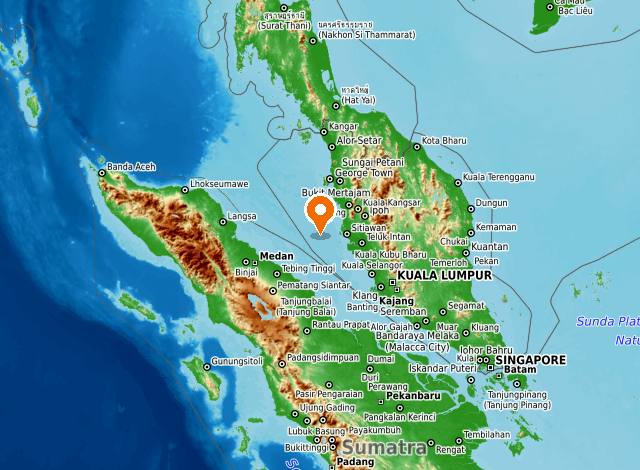 Ca Mau
Bạc Liêu
สุราษฎร์ธานี
(Surat Thani)
นครศรีธรรมราช
(Nakhon Si Thammarat)
หาดใหญ่
(Hat Yai)
Kangar
Alor Setar
Kota Bharu
Banda Aceh
Lhokseumawe
Langsa
Sungai Petani
George Town
Kuala Terengganu
Bukit Mertajam
Kuala Kangsar
Ipoh
Dungun
Sitiawan
Teluk Intan
Kemaman
Chukai
Kuantan
Medan
Binjai
Tebing Tinggi
Kuala Kubu Bharu
Kuala Selangor
Temerloh
Pekan
KUALA LUMPUR
Pematang Siantar
Klang
Kajang
Tanjungbalai
(Tanjung Balai)
Banting
Seremban
Segamat
Rantau Prapat
Alor Gajah
Muar
Kluang
Bandaraya Melaka
(Malacca City)
Sunda Plat
Natu
Gunungsitoli
Padangsidimpuan
Dumai
Johor Bahru
Kulai
SINGAPORE
Iskandar Puteri
Batam
Duri
Perawang
Pasir Pengaraian
Pekanbaru
Tanjungpinang
(Tanjung Pinang)
Ujung Gading
Pangkalan Kerinci
Lubuk Basung
Payakumbuh
Bukittinggi
Sumatra
Tembilahan
Rengat
Padang